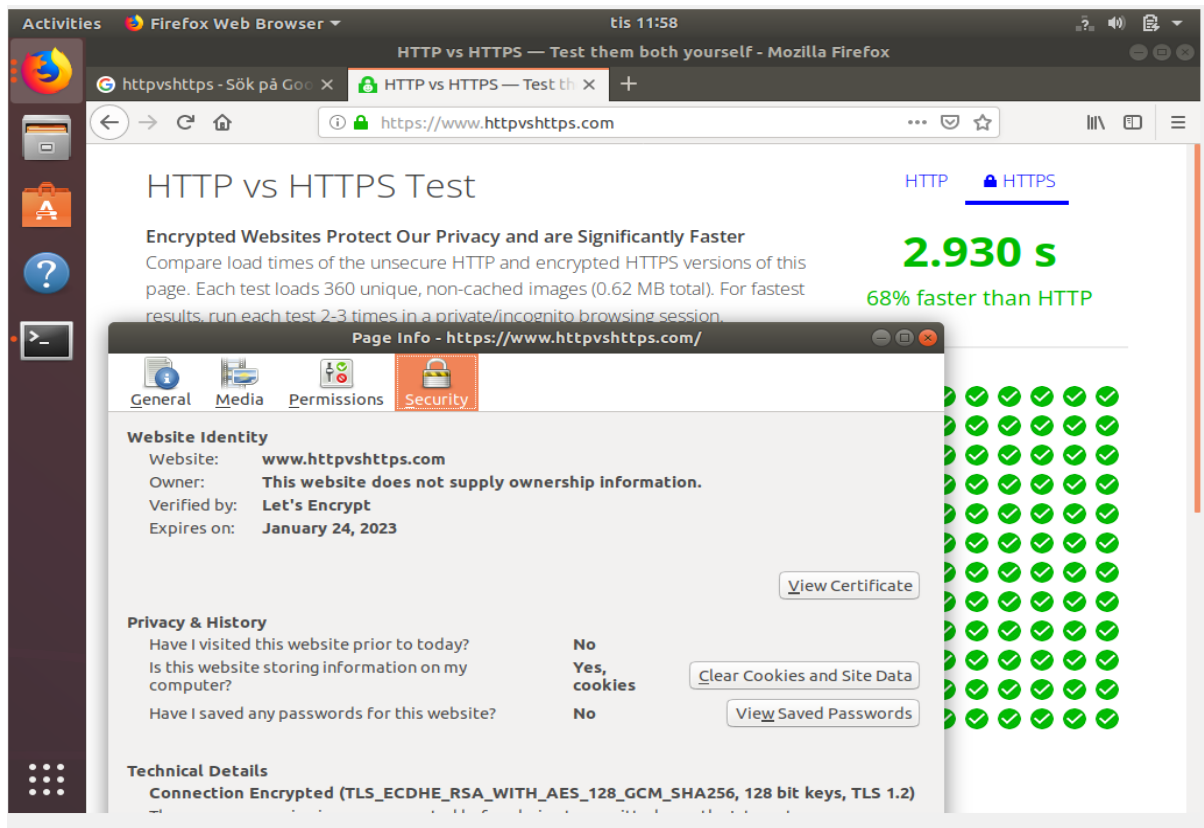 Activities Firefox Web Browser tis 11:58
HTTP vs HTTPS — Test them both yourself - Mozilla Firefox
httpvshttps - Sök på Goo HTTP vs HTTPS — Test th
https://www.httpvshttps.com
HTTP vs HTTPS Test HTTP HTTPS
Encrypted Websites Protect Our Privacy and are Significantly Faster
Compare load times of the unsecure HTTP and encrypted HTTPS versions of this
page. Each test loads 360 unique, non-cached images (0.62 MB total). For fastest
results, run each test 2-3 times in a private/incognito browsing session.
2.930 s
68% faster than HTTP
Page Info - https://www.httpvshttps.com/
General Media Permissions Security
Website Identity
Website: www.httpvshttps.com
Owner: This website does not supply ownership information.
Verified by: Let's Encrypt
Expires on: January 24, 2023
View Certificate
Privacy & History
Have I visited this website prior to today? No
Is this website storing information on my
computer?
Yes,
cookies
Clear Cookies and Site Data
Have I saved any passwords for this website? No View Saved Passwords
Technical Details
Connection Encrypted (TLS_ECDHE_RSA_WITH_AES_128_GCM_SHA256, 128 bit keys, TLS 1.2)